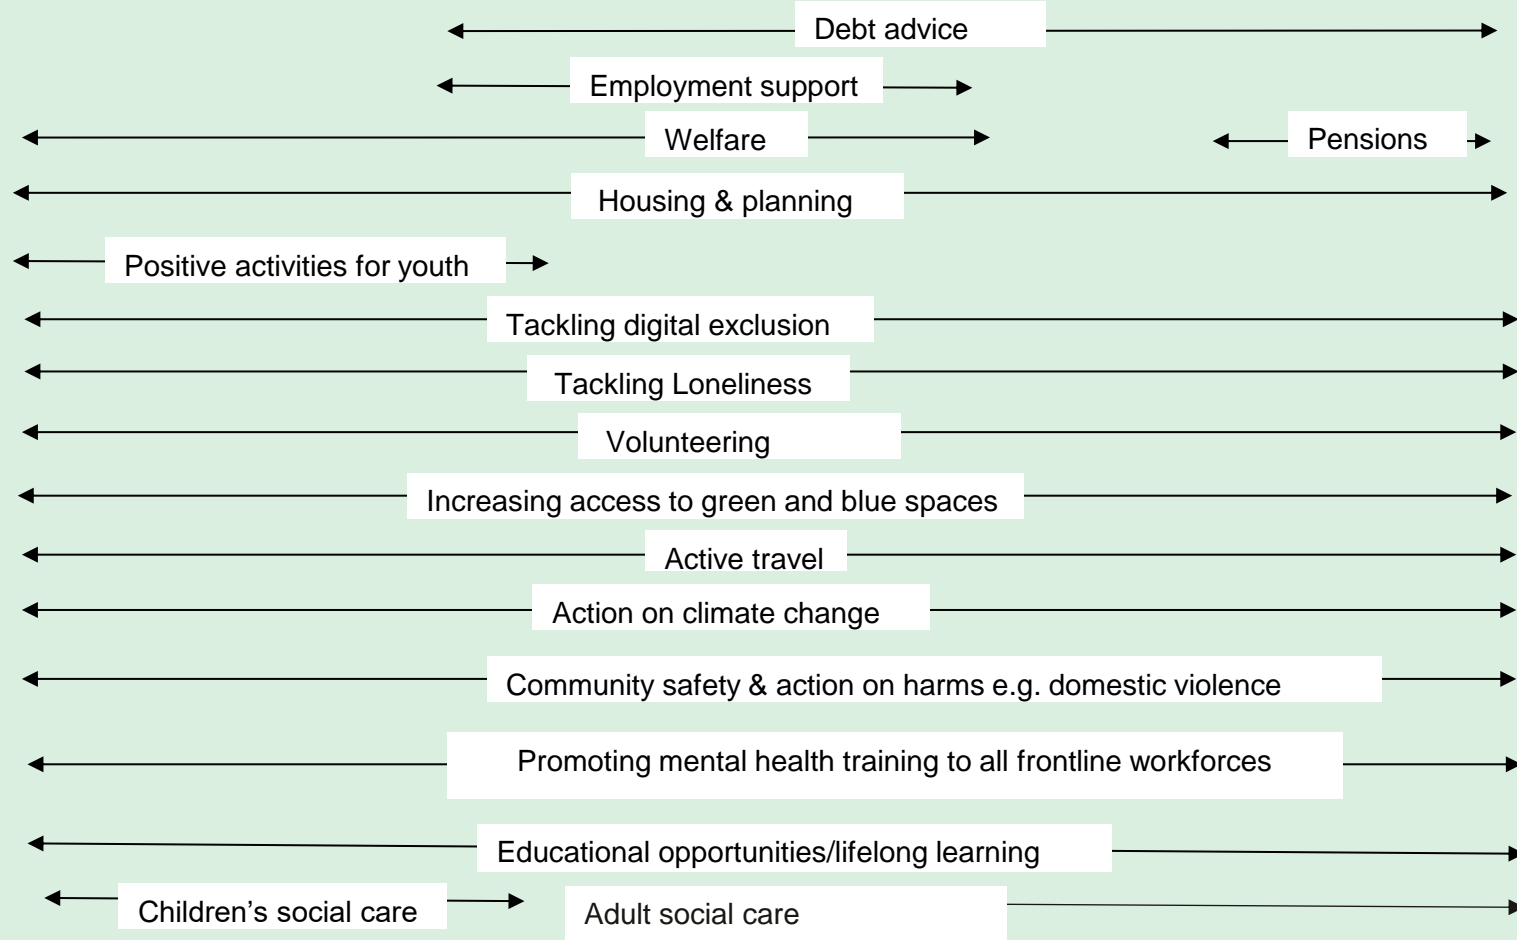 Debt advice
Employment support
Welfare
Pensions
Housing & planning
Positive activities for youth
Tackling digital exclusion
Tackling Loneliness
Volunteering
Increasing access to green and blue spaces
Active travel
Action on climate change
Community safety & action on harms e.g. domestic violence
Promoting mental health training to all frontline workforces
Educational opportunities/lifelong learning
Children’s social care
Adult social care